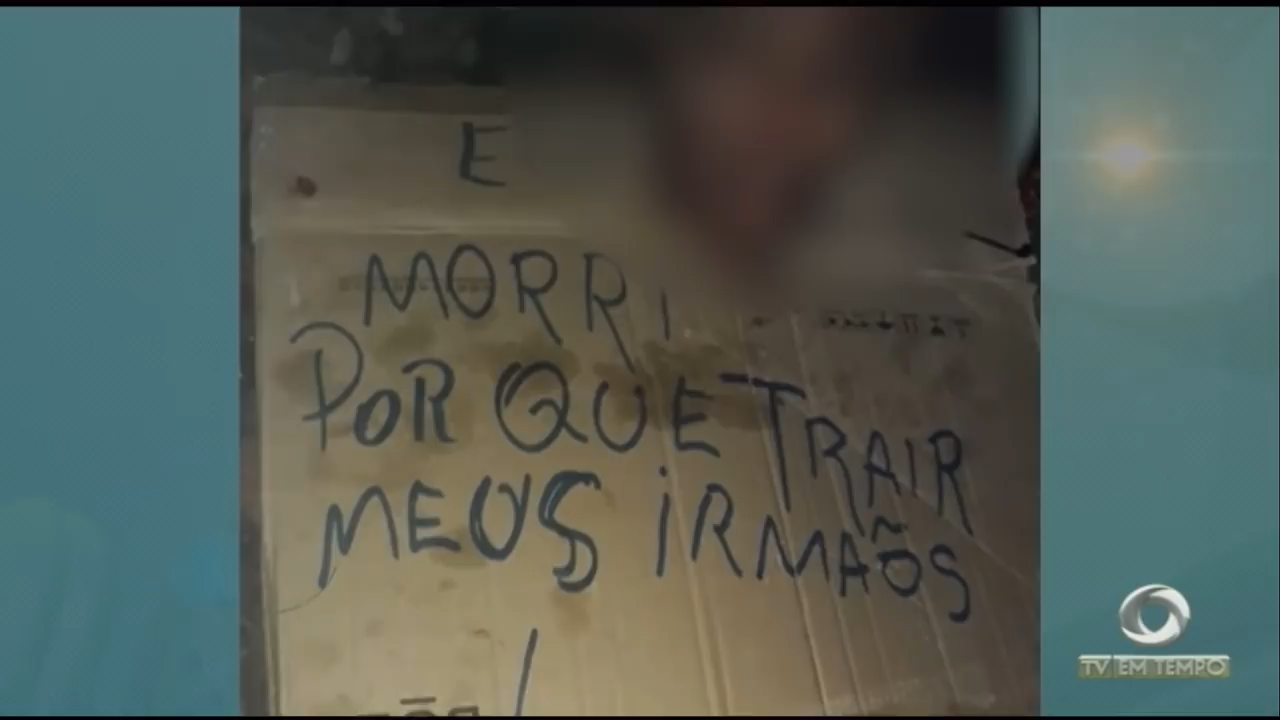 E
MORRI
POR QUE TRAIR
MEUS IRMÃOS
TV EM TEMPO